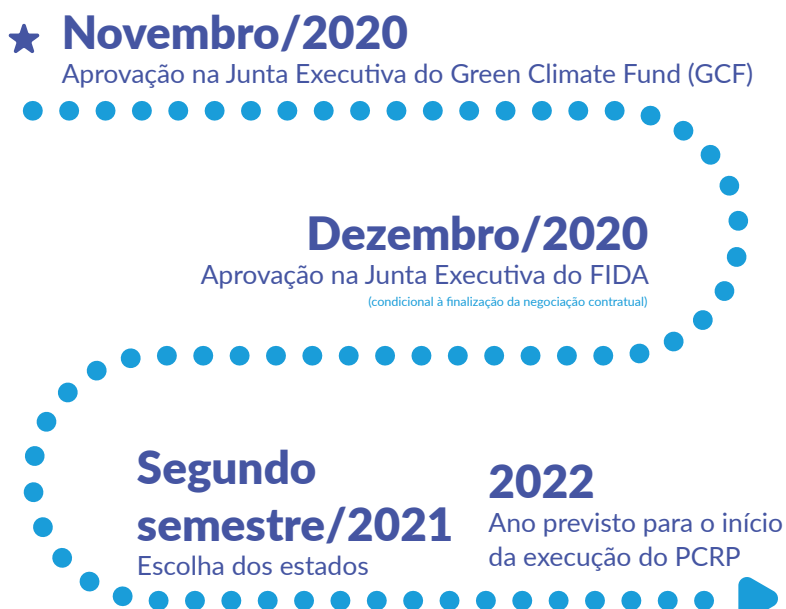 Novembro/2020
Aprovação na Junta Executiva do Green Climate Fund (GCF)
Dezembro/2020
Aprovação na Junta Executiva do FIDA
(condicional à finalização da negociação contratual)
Segundo
semestre/2021
Escolha dos estados
2022
Ano previsto para o início
da execução do PCRP